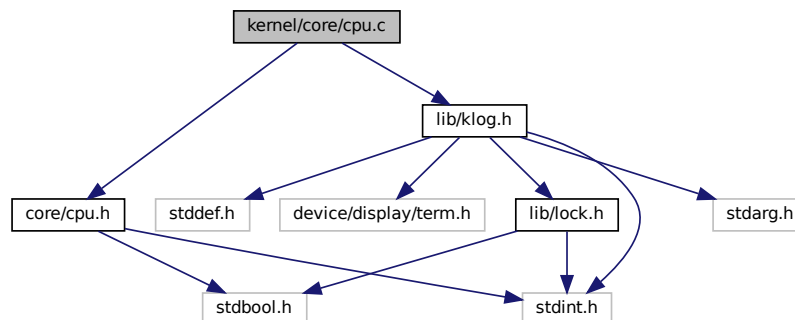 kernel/core/cpu.c
lib/klog.h
core/cpu.h
stddef.h
device/display/term.h
lib/lock.h
stdarg.h
stdbool.h
stdint.h